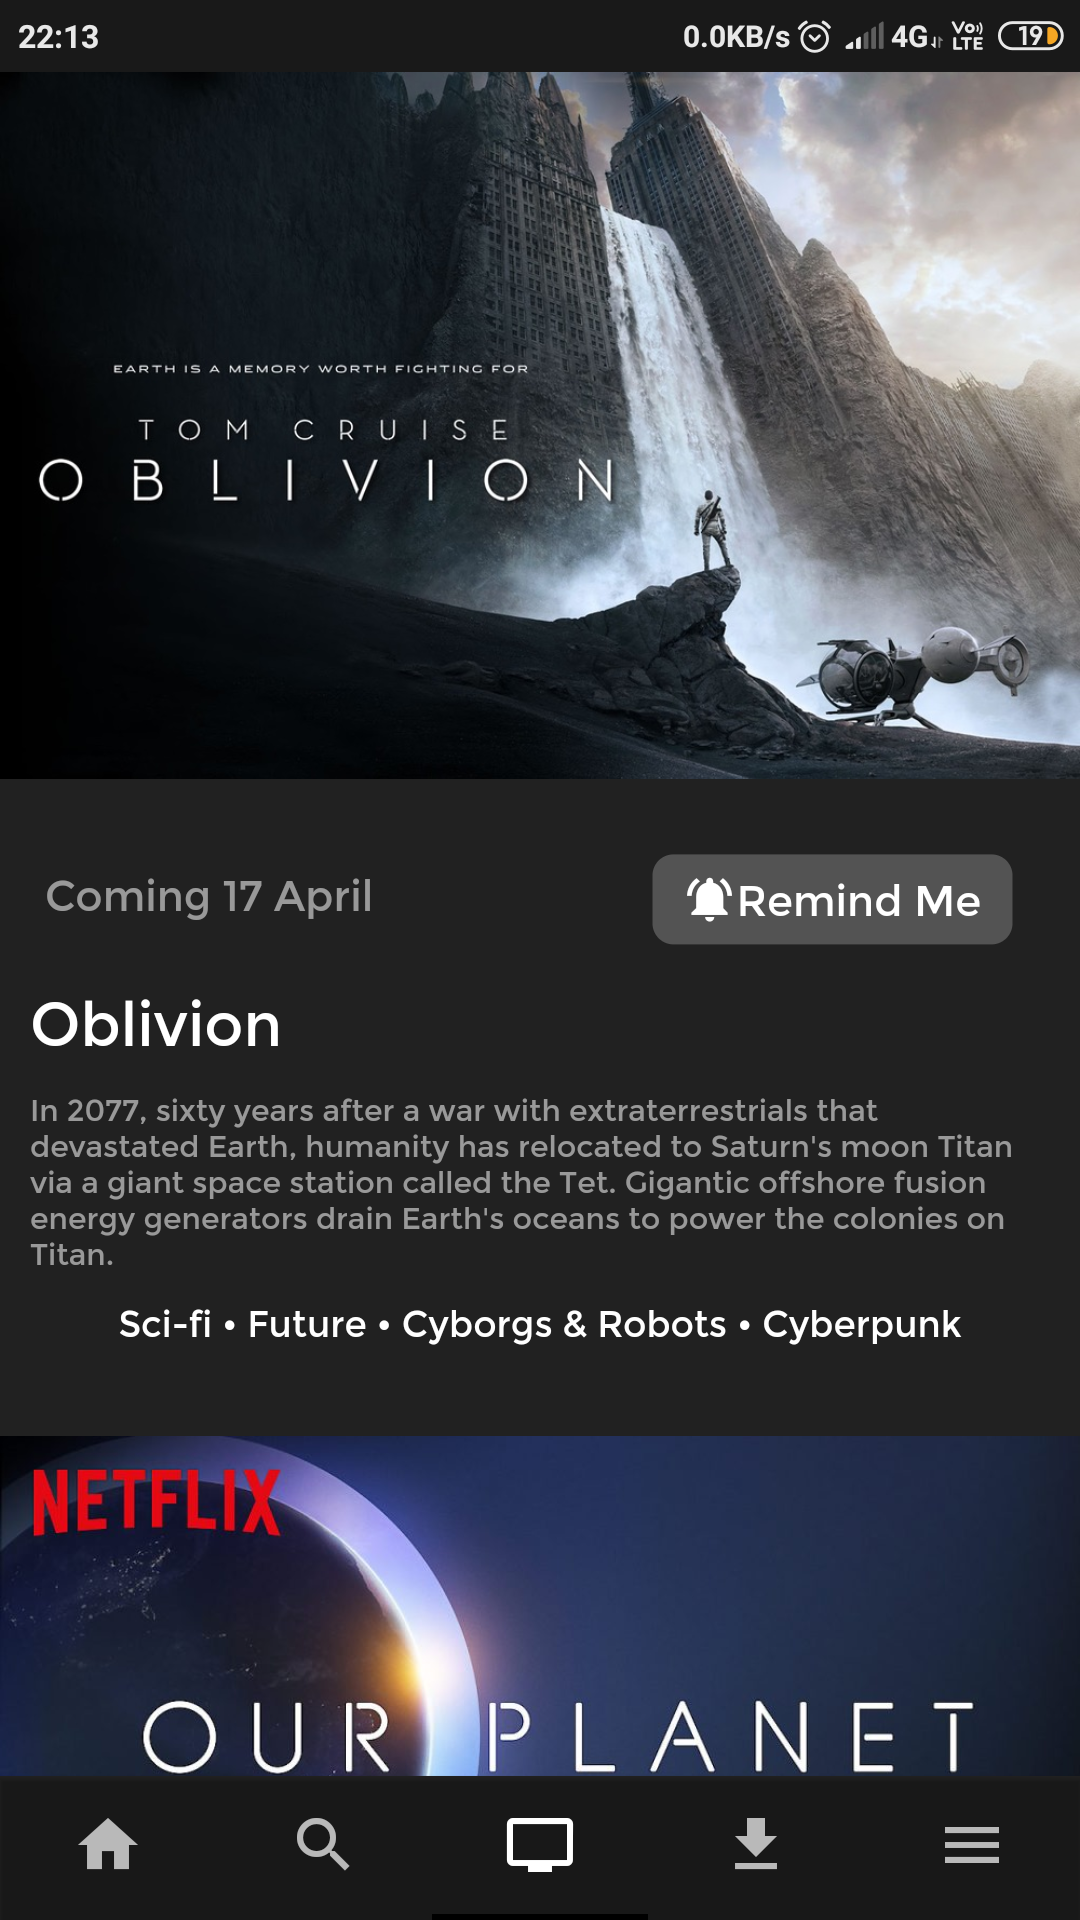 22:13
0.0KB/s 4G Vo)) LTE 19
EARTH IS A MEMORY WORTH FIGHTING FOR
TOM CRUISE
OBLIVION
Coming 17 April
Remind Me
Oblivion
In 2077, sixty years after a war with extraterrestrials that
devastated Earth, humanity has relocated to Saturn's moon Titan
via a giant space station called the Tet. Gigantic offshore fusion
energy generators drain Earth's oceans to power the colonies on
Titan.
Sci-fi • Future • Cyborgs & Robots • Cyberpunk
NETFLIX
OUR PLANET